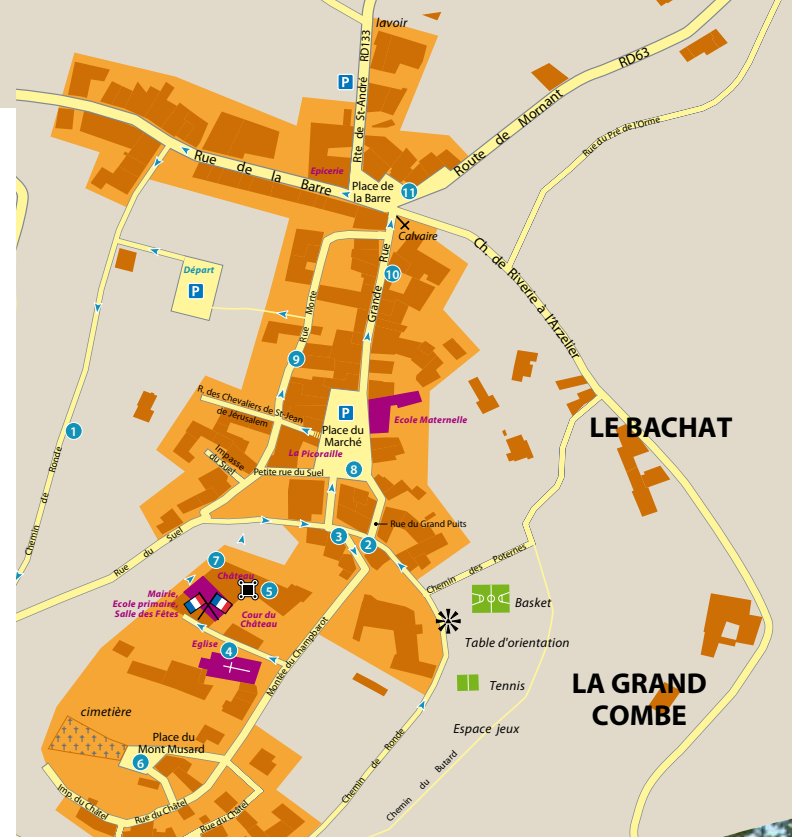 lavoir
RD133
Rte de St-André
P
RD63
Route de Mornant
Rue du Pré de l'Orme
Rue de la Barre
Epicerie
Place de
la Barre
11
Calvaire
Départ
P
10
Grande Rue
Ch. de Riverie à l'Arzelier
Rue Morte
9
R. des Chevaliers de St-Jean
de Jérusalem
P
Place du
Marché
Ecole Maternelle
LE BACHAT
1
La Picoraille
Impasse
du Suel
Petite rue du Suel
8
Chemin de Ronde
Rue du Suel
Rue du Grand Puits
3
2
7
Chemin des Poternes
Château
5
Mairie,
Ecole primaire,
Salle des Fêtes
Cour du
Château
Basket
Eglise
4
Table d'orientation
Montée du Champbarot
Tennis
LA GRAND
COMBE
cimetière
Espace jeux
Place du
Mont Musard
6
Chemin de Ronde
Chemin du Butard
Imp. du Châtel
Rue du Châtel
Rue du Châtel